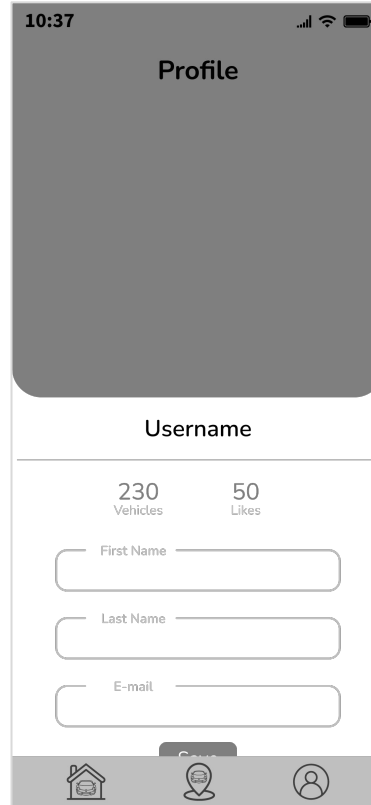 10:37
Profile
Username
230 50
Vehicles Likes
First Name
Last Name
E-mail